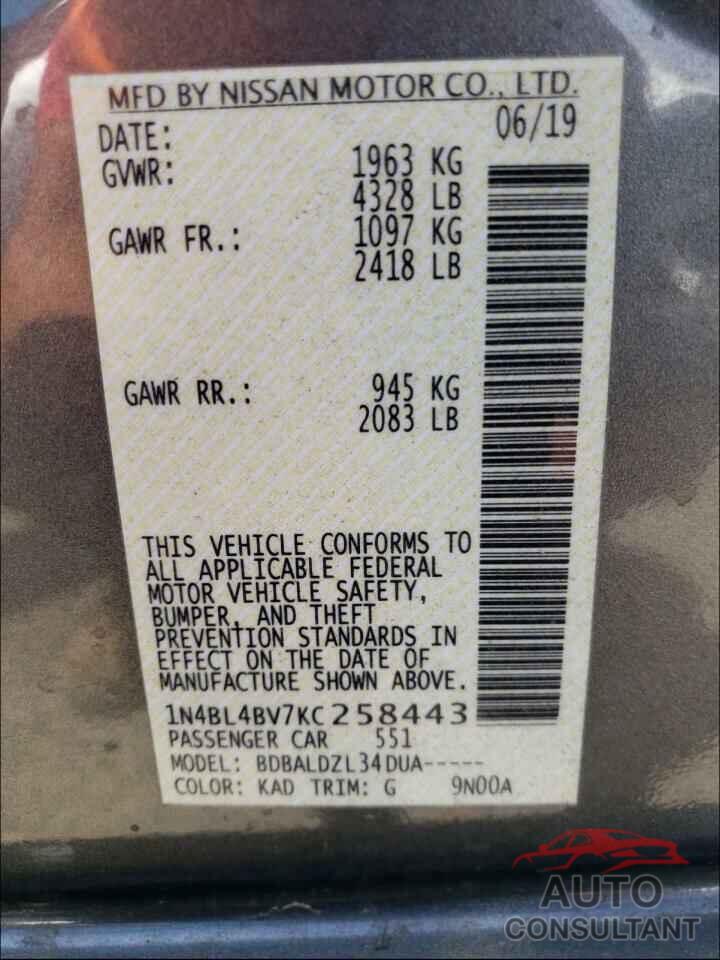 MFD BY NISSAN MOTOR CO., LTD.
DATE: 06/19
GVWR: 1963 KG
4328 LB
GAWR FR.: 1097 KG
2418 LB
GAWR RR.: 945 KG
2083 LB
THIS VEHICLE CONFORMS TO
ALL APPLICABLE FEDERAL
MOTOR VEHICLE SAFETY,
BUMPER, AND THEFT
PREVENTION STANDARDS IN
EFFECT ON THE DATE OF
MANUFACTURE SHOWN ABOVE.
1N4BL4BV7KC258443
PASSENGER CAR 551
MODEL: BDBALDZL34DUA-----
COLOR: KAD TRIM: G 9N00A
AUTO
CONSULTANT